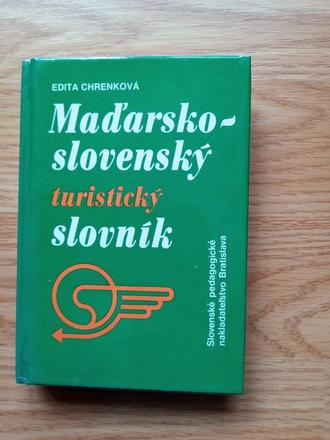 EDITA CHRENKOVÁ
Maďarsko-
slovenský
turistický
slovník
Slovenské pedagogické
nakladateľstvo Bratislava